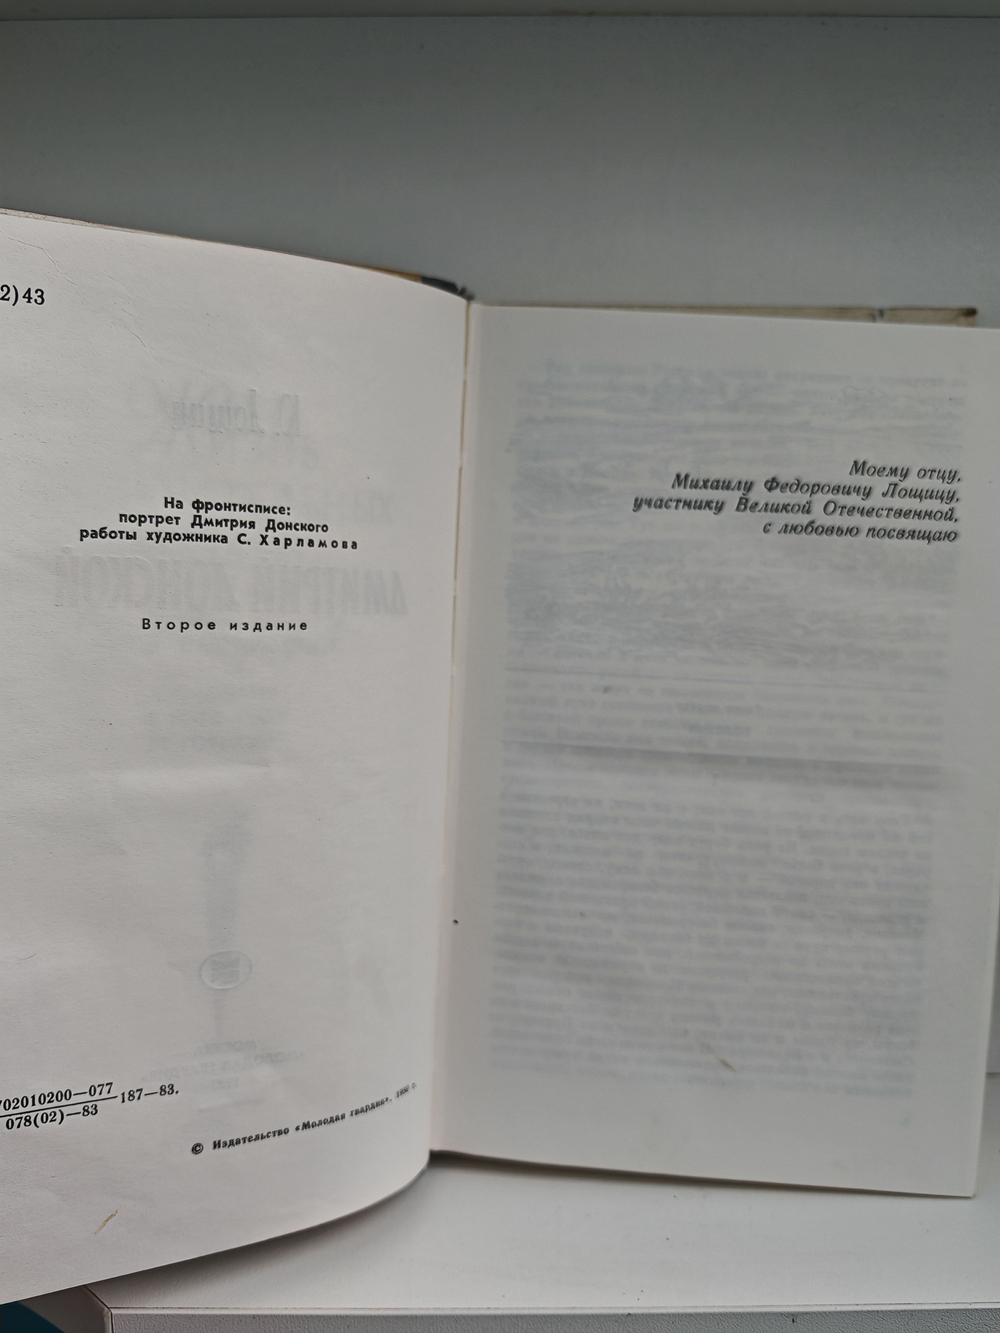 2)43
На фронтисписе:
портрет Дмитрия Донского
работы художника С. Харламова
Второе издание
702010200—077
078(02)—83
187—83.
© Издательство «Молодая гвардия», 1980 г.
Моему отцу,
Михаилу Федоровичу Лощицу,
участнику Великой Отечественной,
с любовью посвящаю